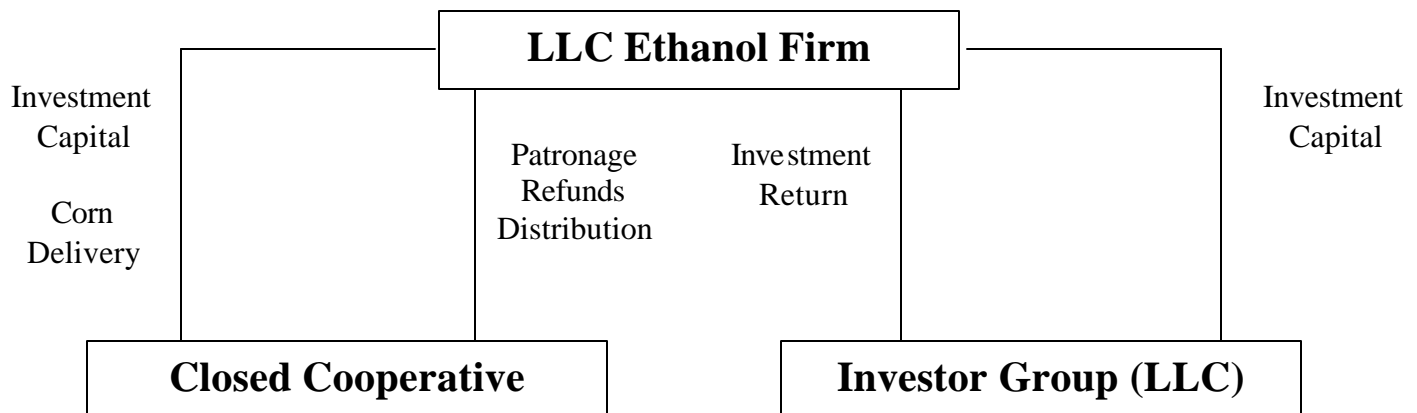 LLC Ethanol Firm
Investment
Capital
Corn
Delivery
Patronage
Refunds
Distribution
Investment
Return
Investment
Capital
Closed Cooperative
Investor Group (LLC)